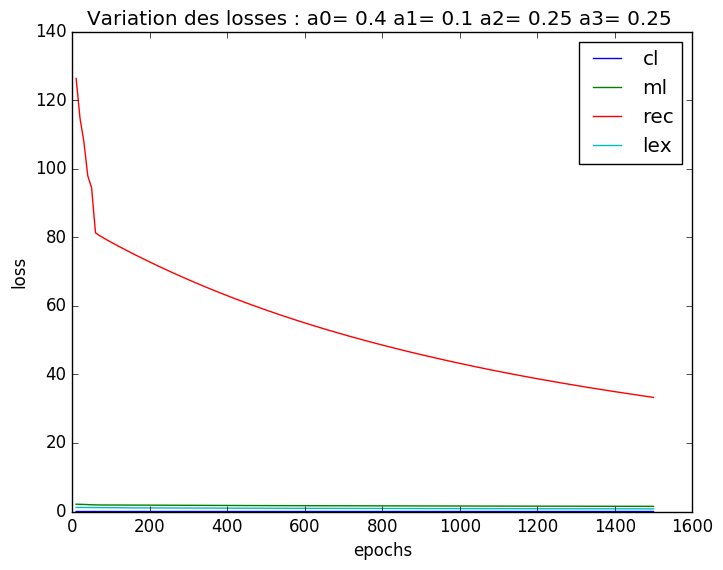 Variation des losses : a0= 0.4 a1= 0.1 a2= 0.25 a3= 0.25
140
120
100
80
60
40
20
0
loss
cl
ml
rec
lex
0 200 400 600 800 1000 1200 1400 1600
epochs